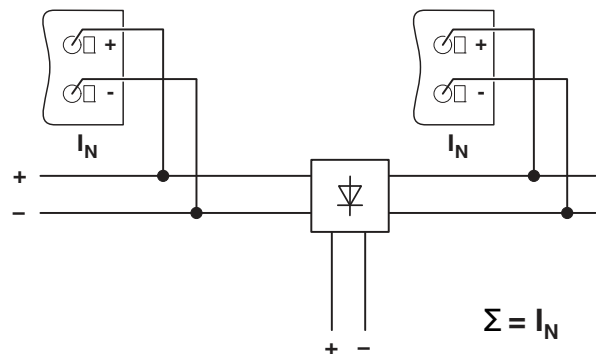 + +
- -
I_N I_N
+
–
Σ = I_N
+ –